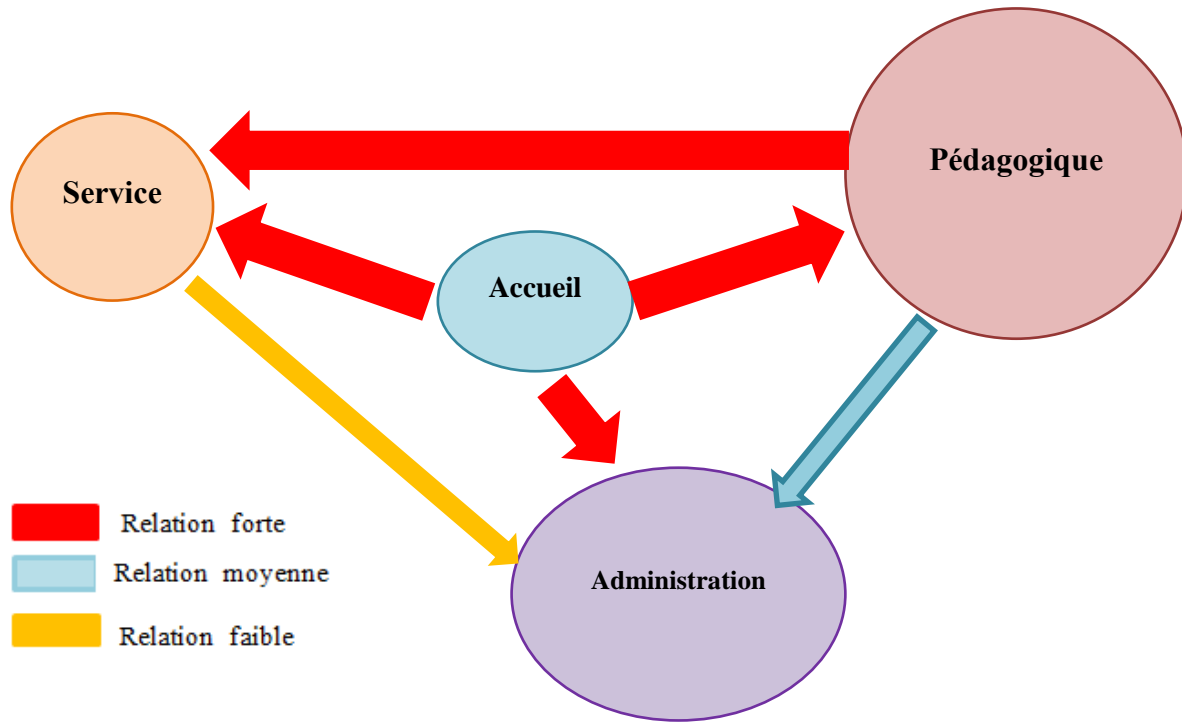 Pédagogique
Service
Accueil
Relation forte
Relation moyenne
Administration
Relation faible